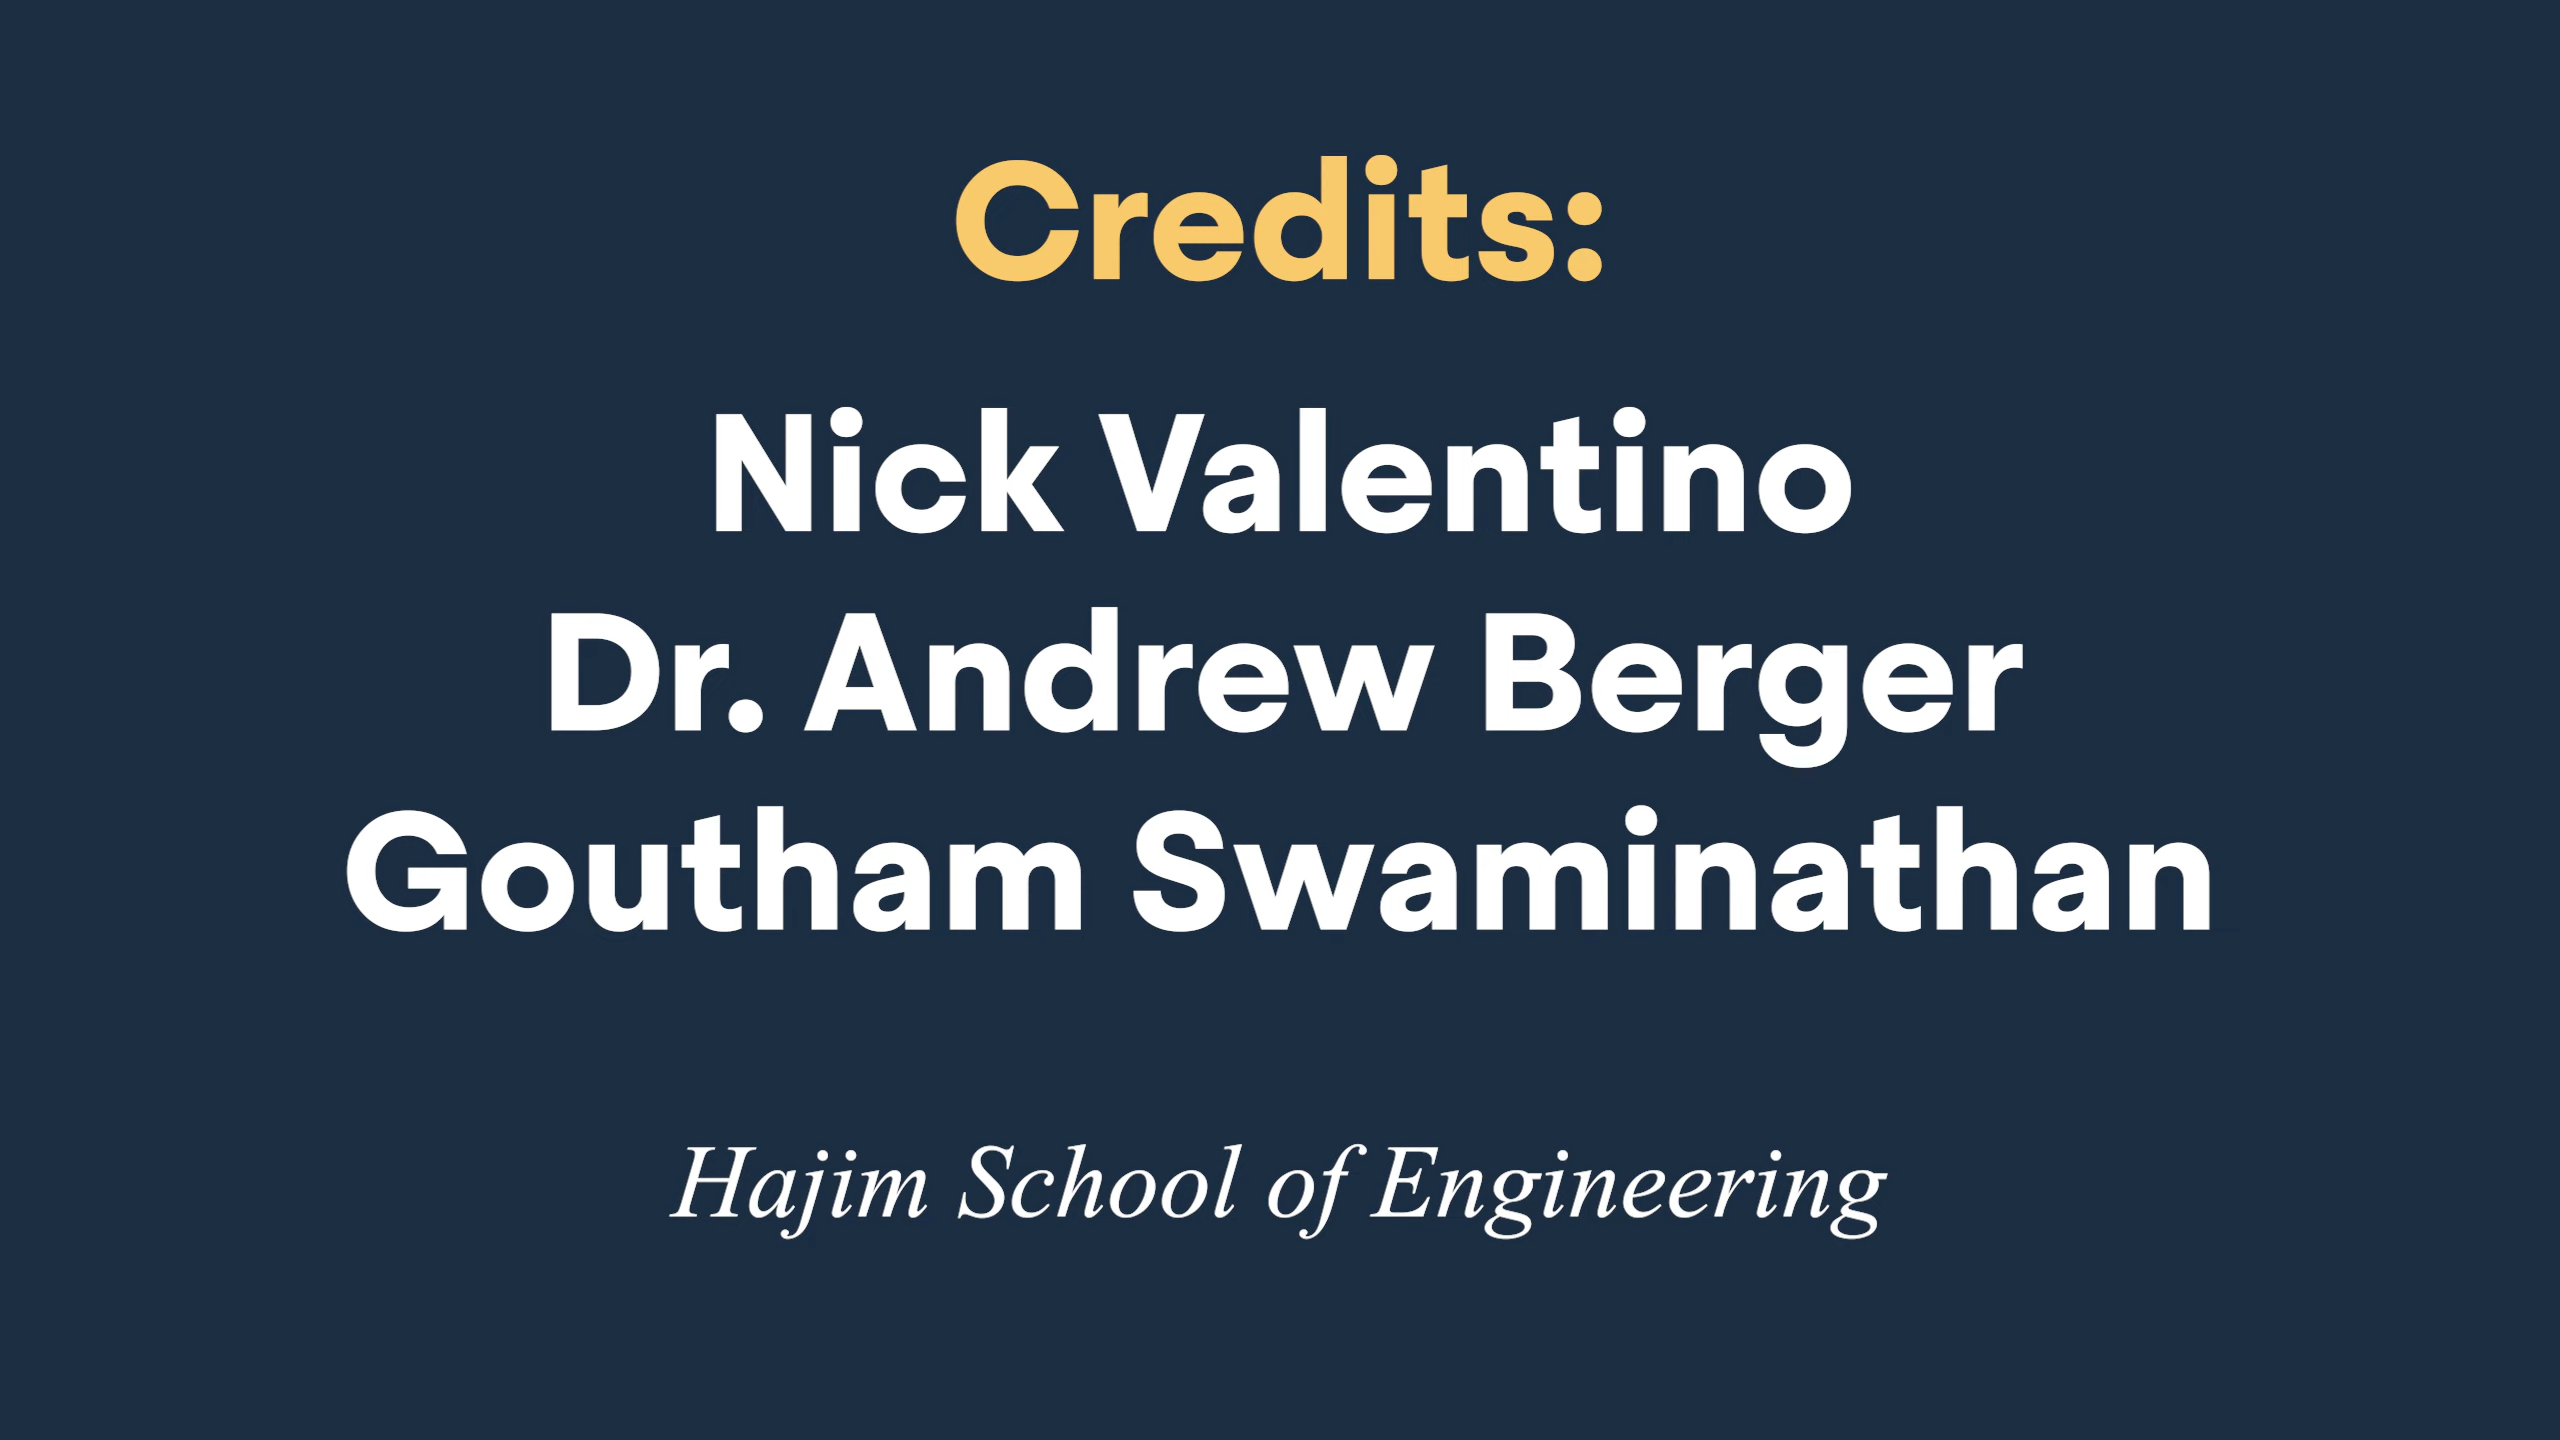 Credits:
Nick Valentino
Dr. Andrew Berger
Goutham Swaminathan
Hajim School of Engineering